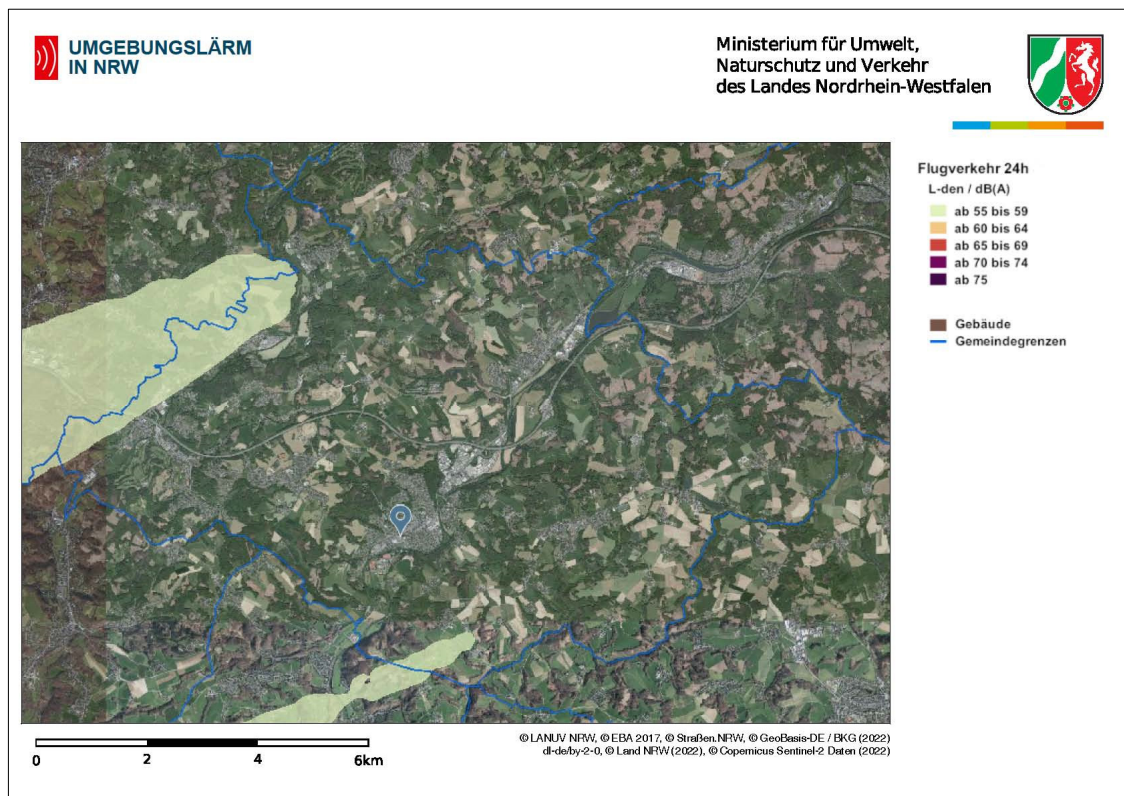 UMGEBUNGSLÄRM
IN NRW
Ministerium für Umwelt,
Naturschutz und Verkehr
des Landes Nordrhein-Westfalen
Flugverkehr 24h
L-den / dB(A)
ab 55 bis 59
ab 60 bis 64
ab 65 bis 69
ab 70 bis 74
ab 75
Gebäude
Gemeindegrenzen
0 2 4 6km
© LANUV NRW, © EBA 2017, © Straßen.NRW, © GeoBasis-DE / BKG (2022)
dl-de/by-2-0, © Land NRW (2022), © Copernicus Sentinel-2 Daten (2022)